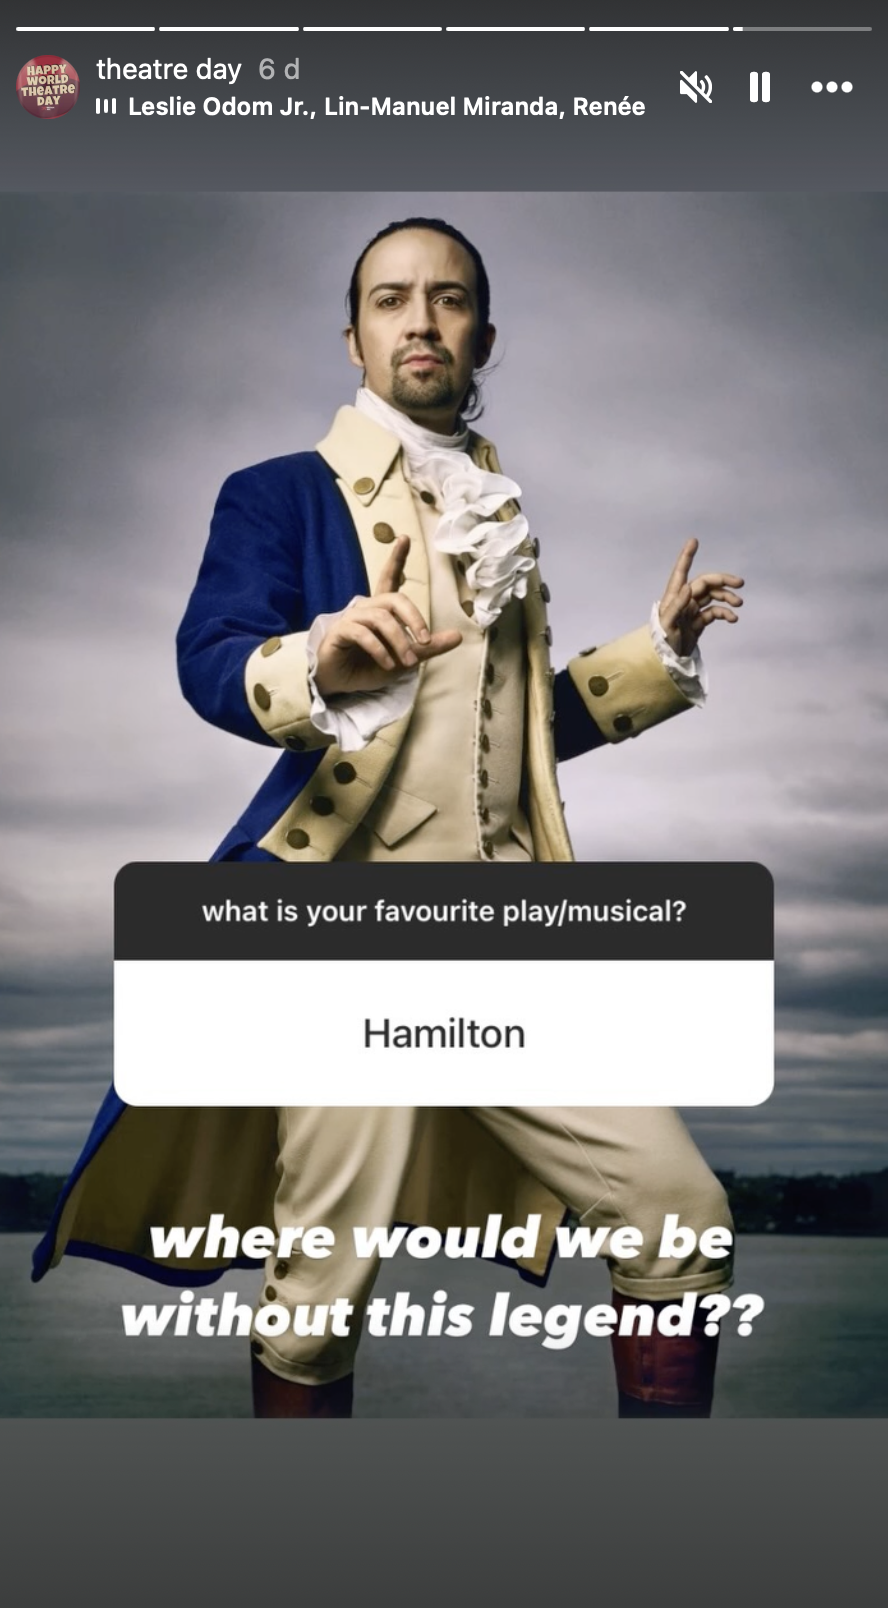 theatre day 6 d
HAPPY
WORLD
THEATRE
DAY
Leslie Odom Jr., Lin-Manuel Miranda, Renée
what is your favourite play/musical?
Hamilton
where would we be
without this legend??